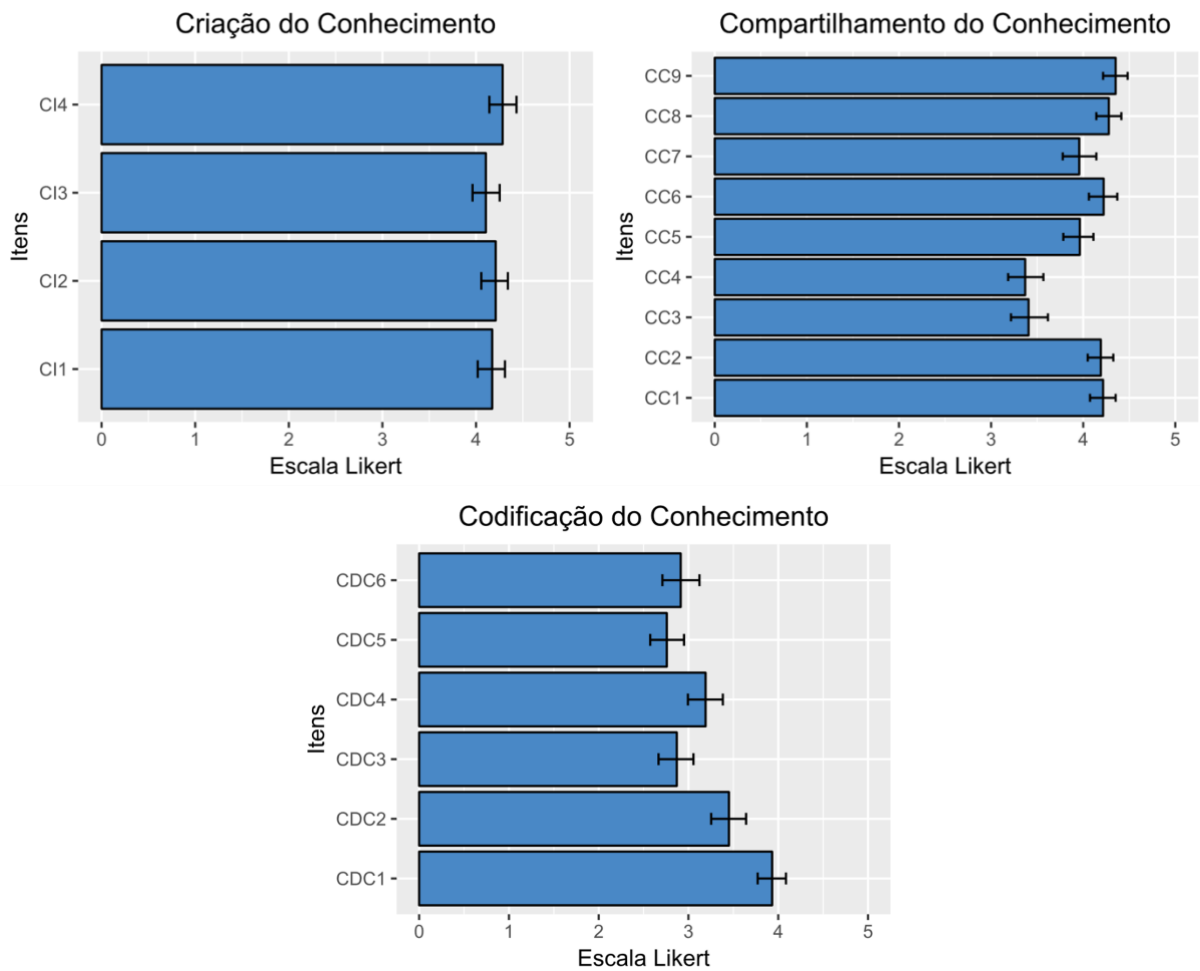 Criação do Conhecimento
Itens
CI4
CI3
CI2
CI1
0 1 2 3 4 5
Escala Likert
Compartilhamento do Conhecimento
Itens
CC9
CC8
CC7
CC6
CC5
CC4
CC3
CC2
CC1
0 1 2 3 4 5
Escala Likert
Codificação do Conhecimento
Itens
CDC6
CDC5
CDC4
CDC3
CDC2
CDC1
0 1 2 3 4 5
Escala Likert